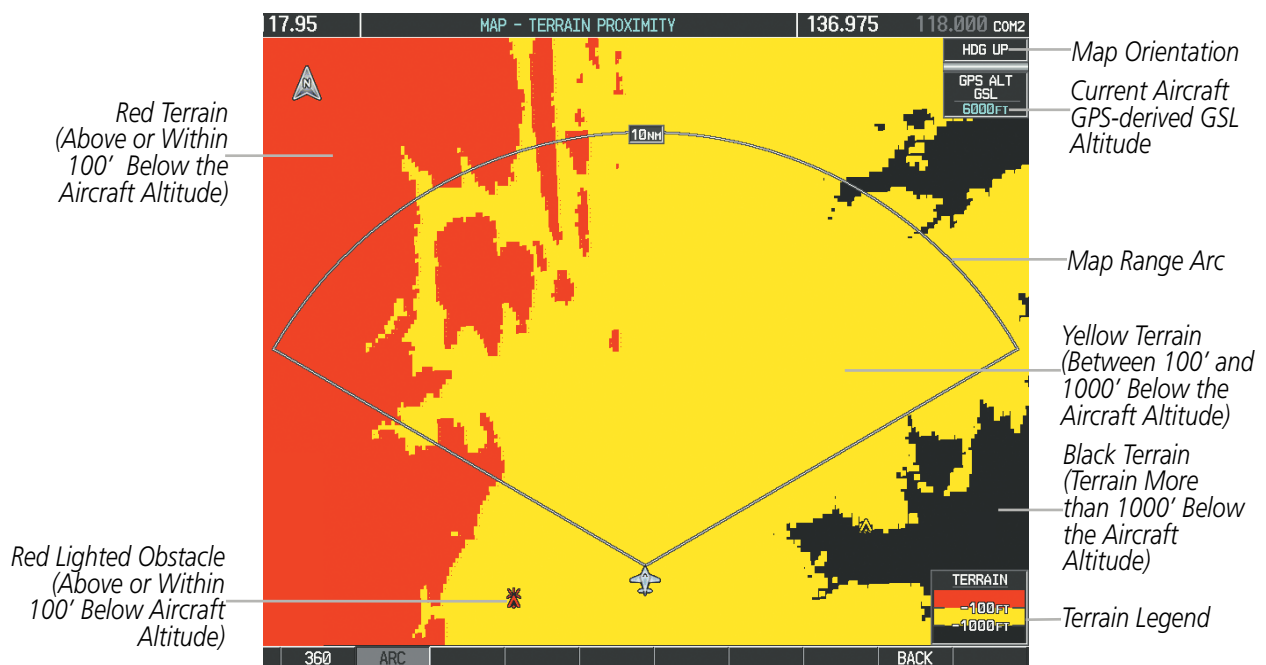 17.95 MAP – TERRAIN PROXIMITY 136.975 118.000 COM2
HDG UP
GPS ALT
GSL
6000FT
Map Orientation
Current Aircraft
GPS-derived GSL
Altitude
N
10NM
Red Terrain
(Above or Within
100’ Below the
Aircraft Altitude)
Map Range Arc
Yellow Terrain
(Between 100’ and
1000’ Below the
Aircraft Altitude)
Black Terrain
(Terrain More
than 1000’ Below
the Aircraft
Altitude)
Red Lighted Obstacle
(Above or Within
100’ Below Aircraft
Altitude)
TERRAIN
–100FT
–1000FT
Terrain Legend
360 ARC BACK